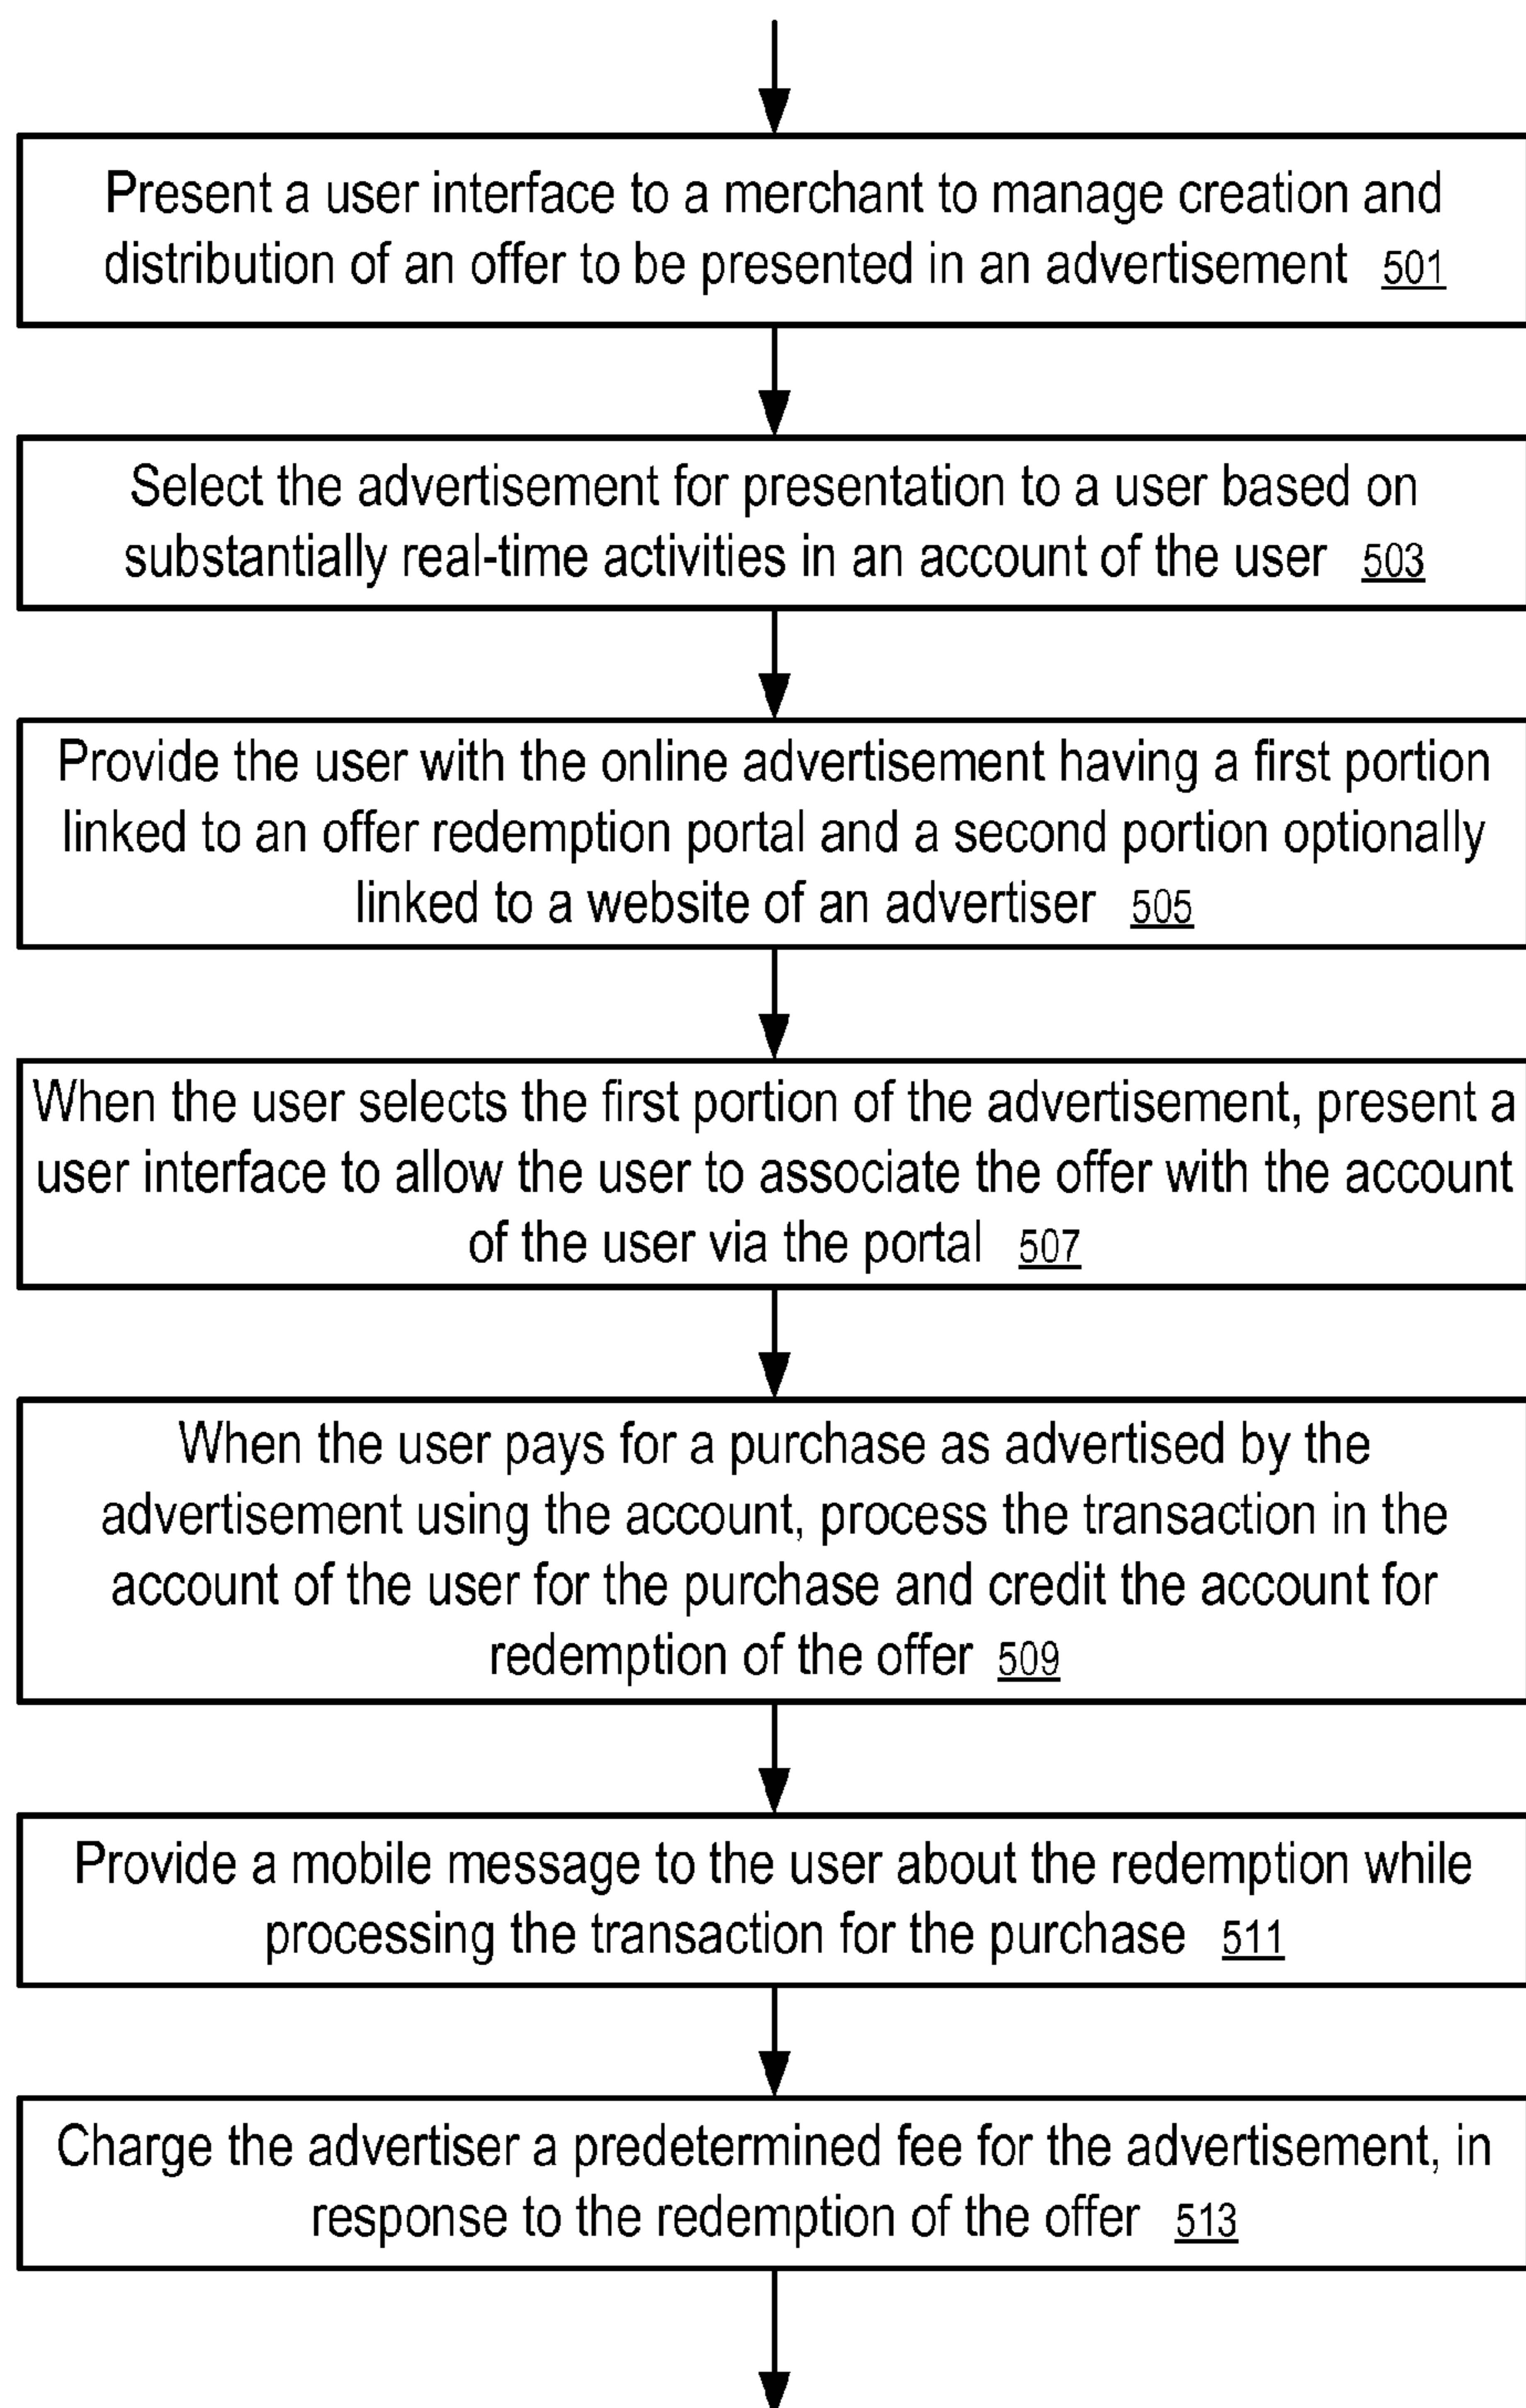 Present a user interface to a merchant to manage creation and
distribution of an offer to be presented in an advertisement 501
Select the advertisement for presentation to a user based on
substantially real-time activities in an account of the user 503
Provide the user with the online advertisement having a first portion
linked to an offer redemption portal and a second portion optionally
linked to a website of an advertiser 505
When the user selects the first portion of the advertisement, present a
user interface to allow the user to associate the offer with the account
of the user via the portal 507
When the user pays for a purchase as advertised by the
advertisement using the account, process the transaction in the
account of the user for the purchase and credit the account for
redemption of the offer 509
Provide a mobile message to the user about the redemption while
processing the transaction for the purchase 511
Charge the advertiser a predetermined fee for the advertisement, in
response to the redemption of the offer 513